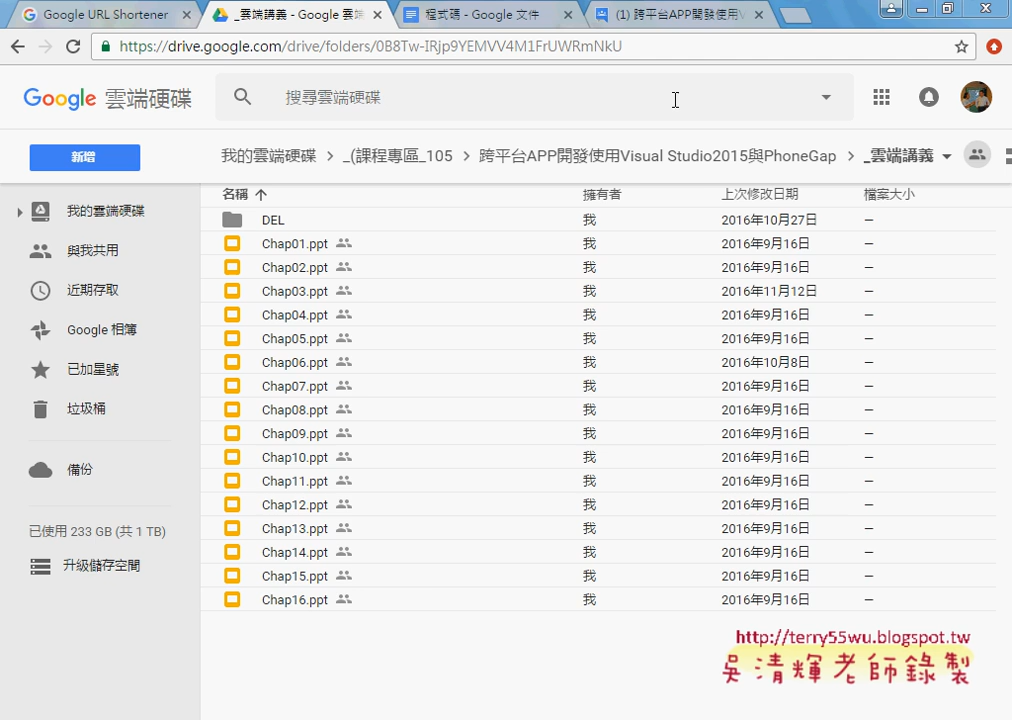 Google URL Shortener
_雲端講義 - Google 雲端
程式碼 - Google 文件
(1) 跨平台APP開發使用V
https://drive.google.com/drive/folders/0B8Tw-IRjp9YEMVV4M1FrUWRmNkU
Google 雲端硬碟
搜尋雲端硬碟
新增
我的雲端硬碟 > _(課程專區_105 > 跨平台APP開發使用Visual Studio2015與PhoneGap > _雲端講義
我的雲端硬碟
與我共用
近期存取
Google 相簿
已加星號
垃圾桶
備份
已使用 233 GB (共 1 TB)
升級儲存空間
名稱 擁有者 上次修改日期 檔案大小
DEL 我 2016年10月27日 –
Chap01.ppt 我 2016年9月16日 –
Chap02.ppt 我 2016年9月16日 –
Chap03.ppt 我 2016年11月12日 –
Chap04.ppt 我 2016年9月16日 –
Chap05.ppt 我 2016年9月16日 –
Chap06.ppt 我 2016年10月8日 –
Chap07.ppt 我 2016年9月16日 –
Chap08.ppt 我 2016年9月16日 –
Chap09.ppt 我 2016年9月16日 –
Chap10.ppt 我 2016年9月16日 –
Chap11.ppt 我 2016年9月16日 –
Chap12.ppt 我 2016年9月16日 –
Chap13.ppt 我 2016年9月16日 –
Chap14.ppt 我 2016年9月16日 –
Chap15.ppt 我 2016年9月16日 –
Chap16.ppt 我 2016年9月16日 –
http://terry55wu.blogspot.tw
吳清輝老師錄製